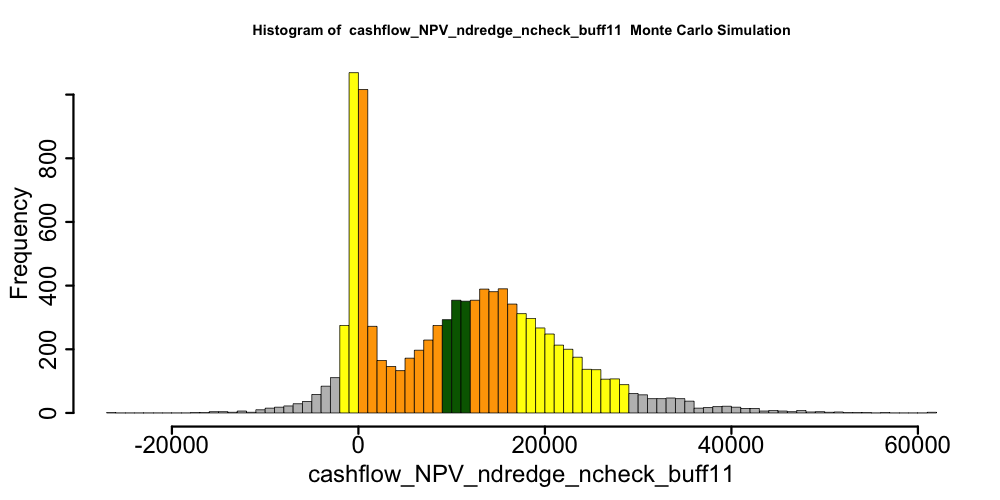 Histogram of  cashflow_NPV_ndredge_ncheck_buff11  Monte Carlo Simulation
Frequency
800
600
400
200
0
-20000 0 20000 40000 60000
cashflow_NPV_ndredge_ncheck_buff11